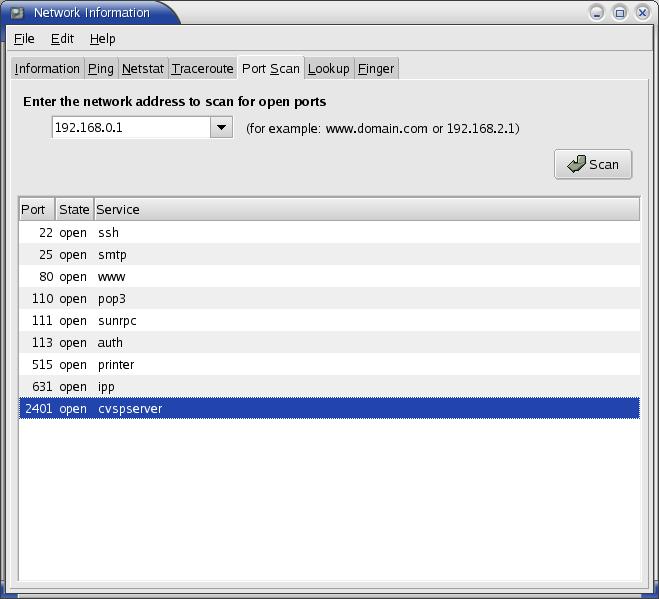 Network Information
File Edit Help
Information Ping Netstat Traceroute Port Scan Lookup Finger
Enter the network address to scan for open ports
192.168.0.1 (for example: www.domain.com or 192.168.2.1)
Scan
Port State Service
22 open ssh
25 open smtp
80 open www
110 open pop3
111 open sunrpc
113 open auth
515 open printer
631 open ipp
2401 open cvspserver